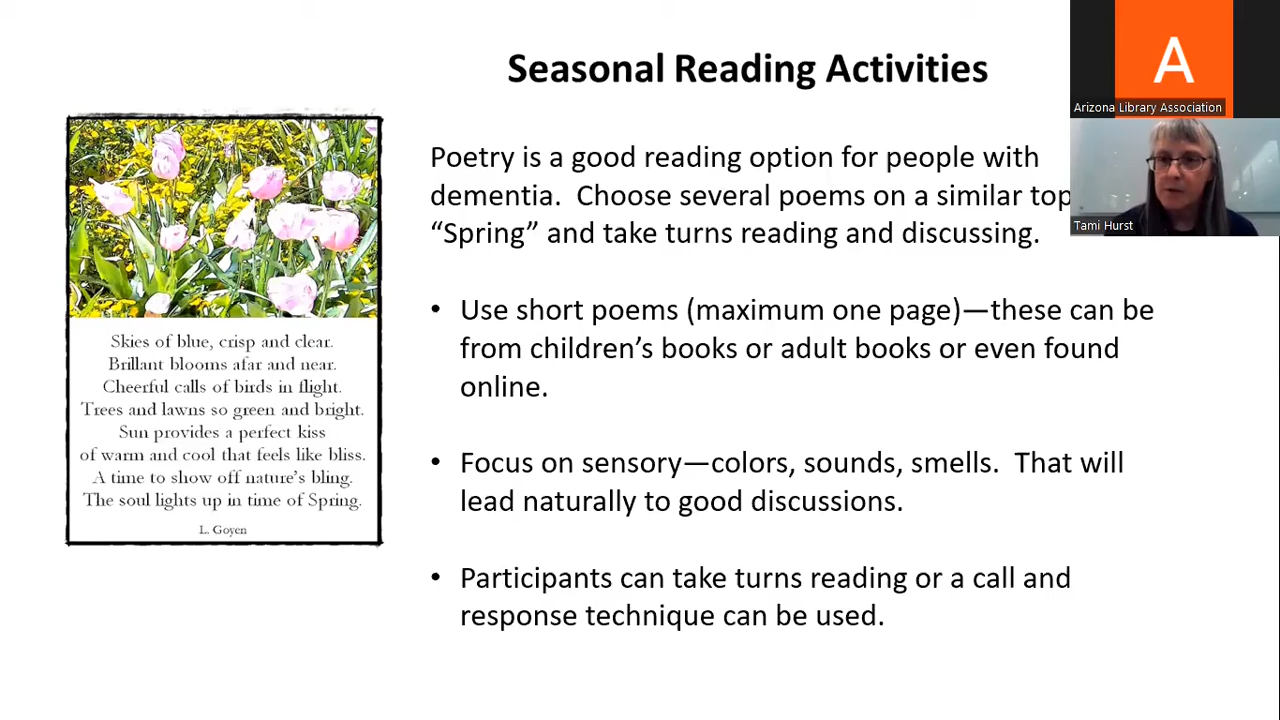 Seasonal Reading Activities
A
Arizona Library Association
Tami Hurst
Poetry is a good reading option for people with
dementia.  Choose several poems on a similar top
“Spring” and take turns reading and discussing.
• Use short poems (maximum one page)—these can be
from children’s books or adult books or even found
online.
• Focus on sensory—colors, sounds, smells.  That will
lead naturally to good discussions.
• Participants can take turns reading or a call and
response technique can be used.
Skies of blue, crisp and clear.
Brillant blooms afar and near.
Cheerful calls of birds in flight.
Trees and lawns so green and bright.
Sun provides a perfect kiss
of warm and cool that feels like bliss.
A time to show off nature’s bling.
The soul lights up in time of Spring.
L. Goyen